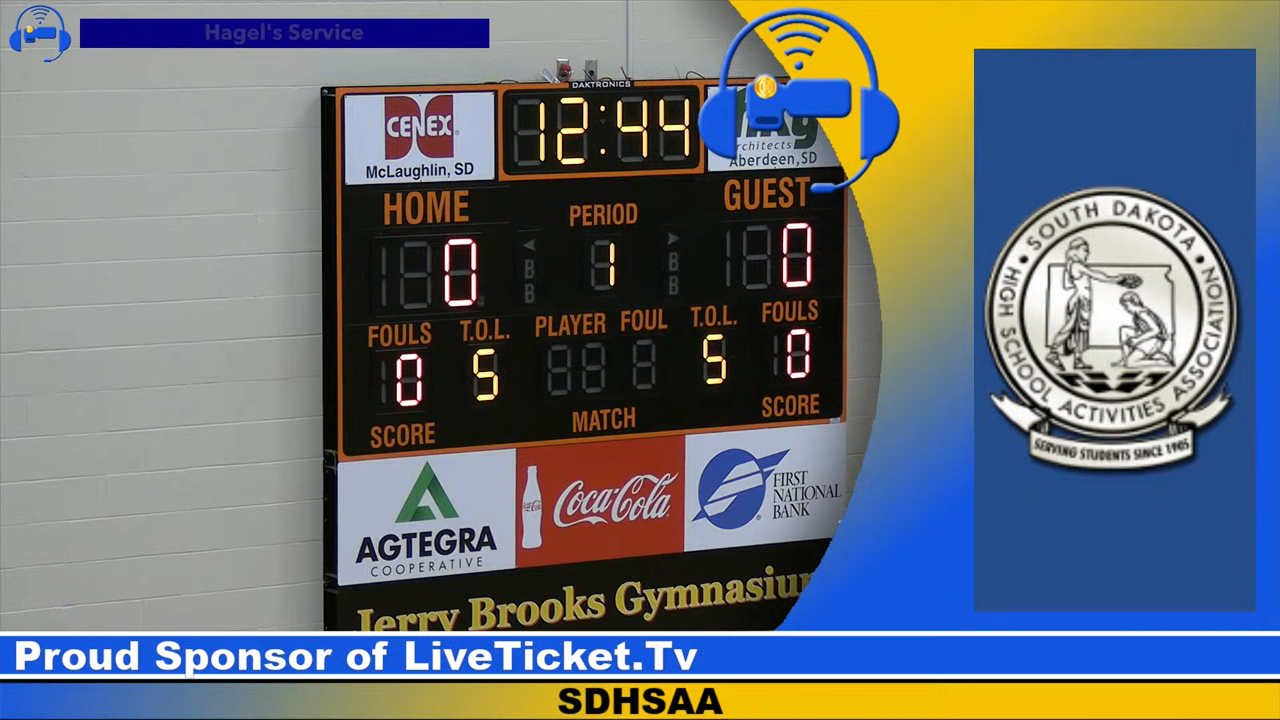 Hagel's Service
DAKTRONICS
CENEX
McLaughlin, SD
12:44
Architects
Aberdeen, SD
HOME
PERIOD
GUEST
0
1
0
B
B
B
B
FOULS
T.O.L.
PLAYER FOUL
T.O.L.
FOULS
0
5
5
0
SCORE
MATCH
SCORE
AGTEGRA
COOPERATIVE
Coca-Cola
FIRST
NATIONAL
BANK
Jerry Brooks Gymnasium
SOUTH DAKOTA
HIGH SCHOOL ACTIVITIES ASSOCIATION
SERVING STUDENTS SINCE 1905
Proud Sponsor of LiveTicket.Tv
SDHSAA